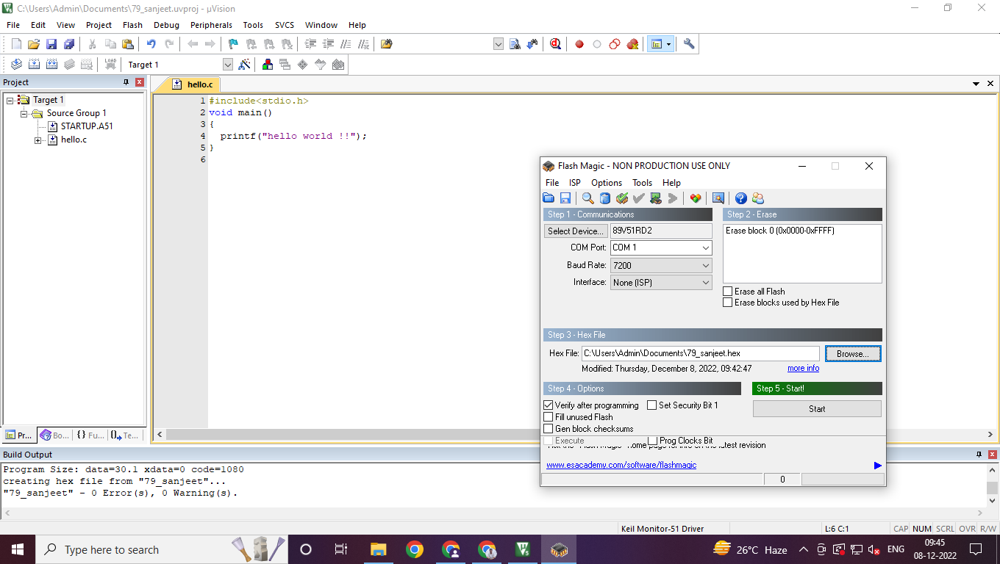 C:\Users\Admin\Documents\79_sanjeet.uvproj - µVision
File Edit View Project Flash Debug Peripherals Tools SVCS Window Help
LOAD
Target 1
Project
Target 1
Source Group 1
STARTUP.A51
hello.c
Pr...
Bo...
{} Fu...
Te...
hello.c
1 #include<stdio.h>
2 void main()
3 {
4 printf("hello world !!");
5 }
6
Flash Magic - NON PRODUCTION USE ONLY
File ISP Options Tools Help
Step 1 - Communications
Select Device... 89V51RD2
COM Port: COM 1
Baud Rate: 7200
Interface: None (ISP)
Step 2 - Erase
Erase block 0 (0x0000-0xFFFF)
Erase all Flash
Erase blocks used by Hex File
Step 3 - Hex File
Hex File: C:\Users\Admin\Documents\79_sanjeet.hex Browse...
Modified: Thursday, December 8, 2022, 09:42:47 more info
Step 4 - Options
Verify after programming Set Security Bit 1
Fill unused Flash
Gen block checksums
Execute Prog Clocks Bit
Step 5 - Start!
Start
home page for info on the latest revision
www.esacademy.com/software/flashmagic
0
Build Output
Program Size: data=30.1 xdata=0 code=1080
creating hex file from "79_sanjeet"...
"79_sanjeet" - 0 Error(s), 0 Warning(s).
Keil Monitor-51 Driver L:6 C:1 CAP NUM SCRL OVR R/W
Type here to search
26°C Haze ENG
09:45
08-12-2022